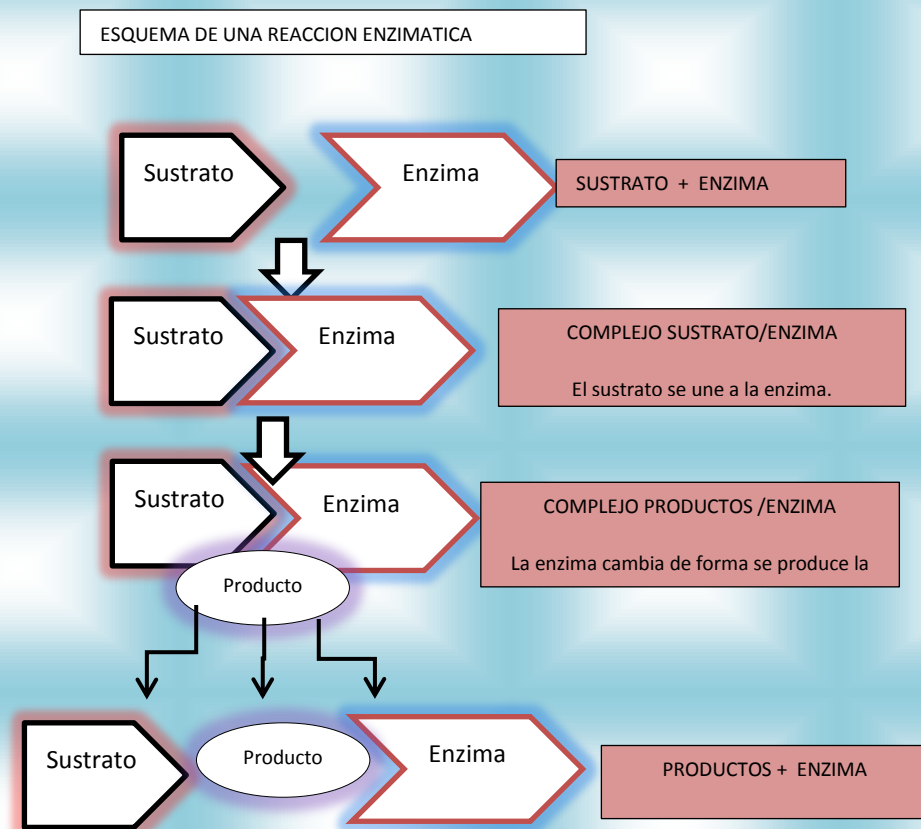 ESQUEMA DE UNA REACCION ENZIMATICA
Sustrato
Enzima
SUSTRATO + ENZIMA
Sustrato
Enzima
COMPLEJO SUSTRATO/ENZIMA
El sustrato se une a la enzima.
Sustrato
Enzima
COMPLEJO PRODUCTOS /ENZIMA
La enzima cambia de forma se produce la
Producto
Sustrato
Producto
Enzima
PRODUCTOS + ENZIMA